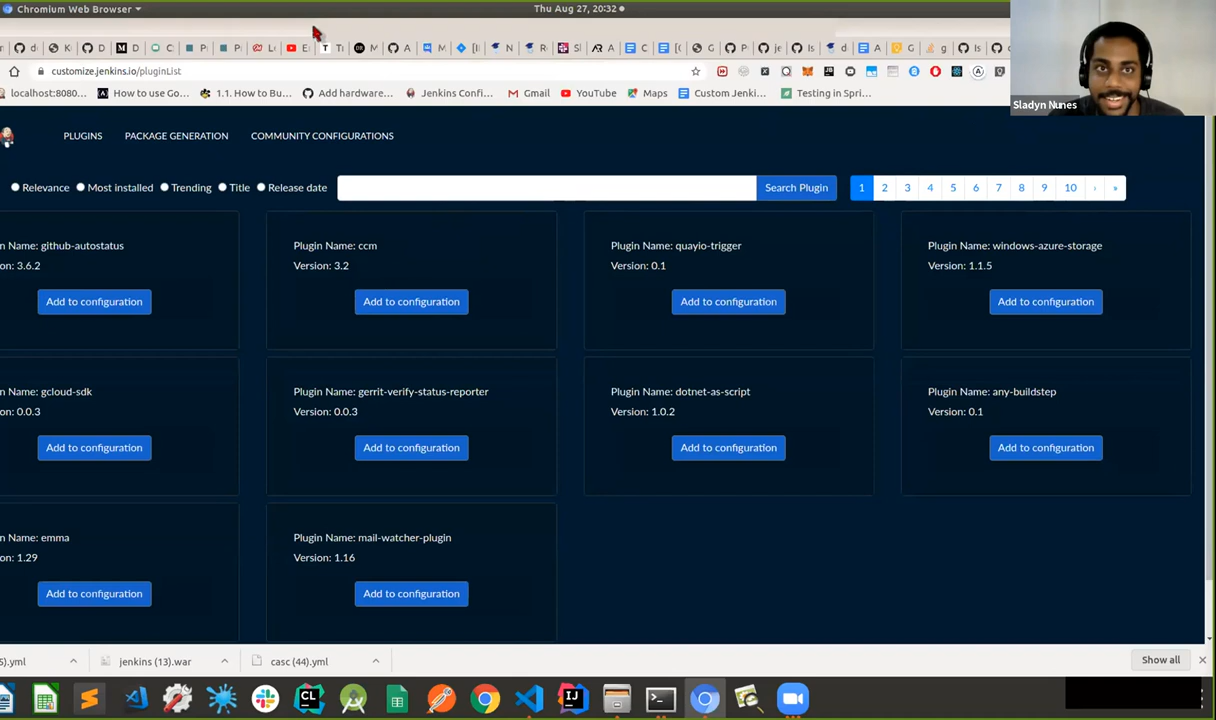 Chromium Web Browser
Thu Aug 27, 20:32
Sladyn Nunes
customize.jenkins.io/pluginList
localhost:8080...
How to use Go...
1.1. How to Bu...
Add hardware...
Jenkins Confi...
Gmail
YouTube
Maps
Custom Jenki...
Testing in Spri...
PLUGINS
PACKAGE GENERATION
COMMUNITY CONFIGURATIONS
Relevance
Most installed
Trending
Title
Release date
Search Plugin
1 2 3 4 5 6 7 8 9 10 › »
n Name: github-autostatus
on: 3.6.2
Add to configuration
Plugin Name: ccm
Version: 3.2
Add to configuration
Plugin Name: quayio-trigger
Version: 0.1
Add to configuration
Plugin Name: windows-azure-storage
Version: 1.1.5
Add to configuration
n Name: gcloud-sdk
on: 0.0.3
Add to configuration
Plugin Name: gerrit-verify-status-reporter
Version: 0.0.3
Add to configuration
Plugin Name: dotnet-as-script
Version: 1.0.2
Add to configuration
Plugin Name: any-buildstep
Version: 0.1
Add to configuration
n Name: emma
on: 1.29
Add to configuration
Plugin Name: mail-watcher-plugin
Version: 1.16
Add to configuration
).yml
jenkins (13).war
casc (44).yml
Show all